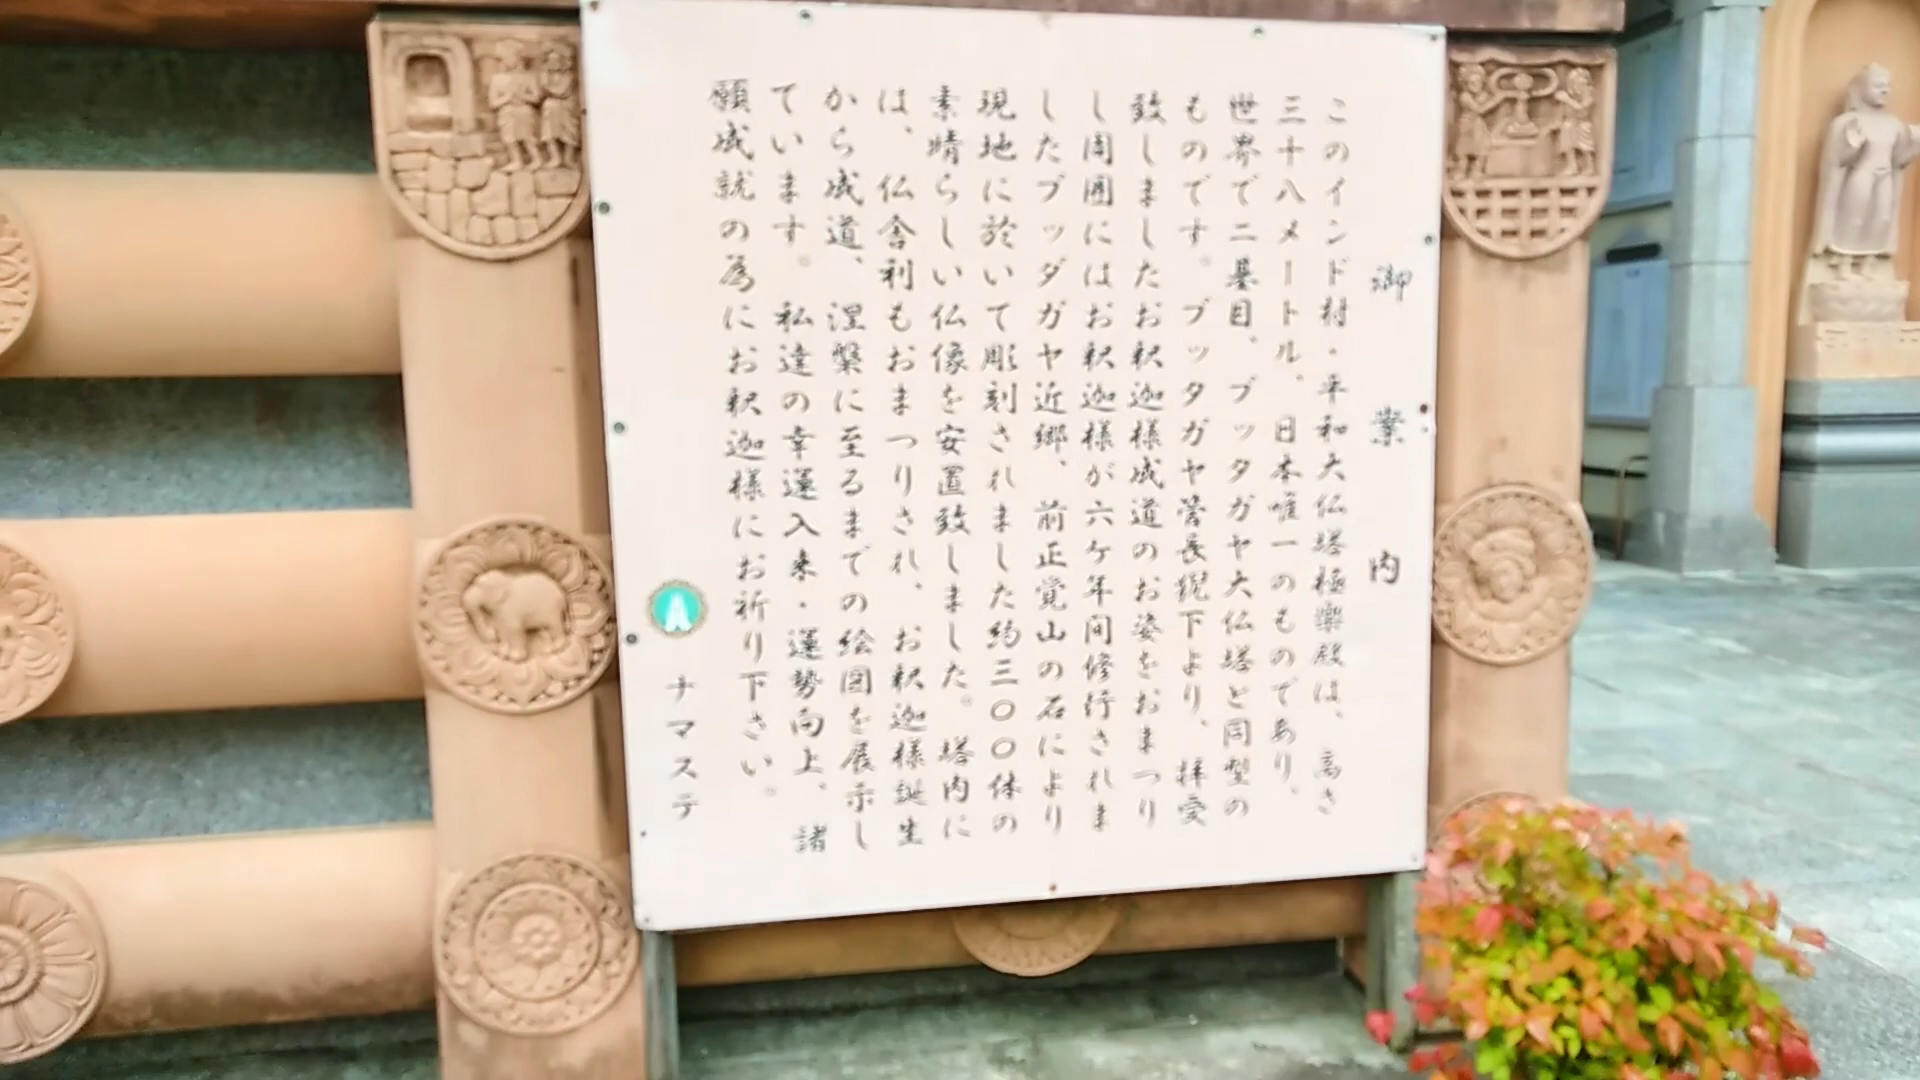 御業内
このインド村・平和大仏塔極樂殿は、高さ
三十八メートル、日本唯一のものであり、
世界で二基目、ブッタガヤ大仏塔と同型の
ものです。ブッタガヤ管長猊下より、拝受
致しましたお釈迦様成道のお姿をおまつり
し周囲にはお釈迦様が六ケ年間修行されま
したブッダガヤ近郷、前正覚山の石により
現地に於いて彫刻されました約三〇〇体の
素晴らしい仏像を安置致しました。塔内に
は、仏舎利もおまつりされ、お釈迦様誕生
から成道、涅槃に至るまでの絵図を展示し
ています。私達の幸運入来・運勢向上、諸
願成就の為にお釈迦様にお祈り下さい。
ナマステ